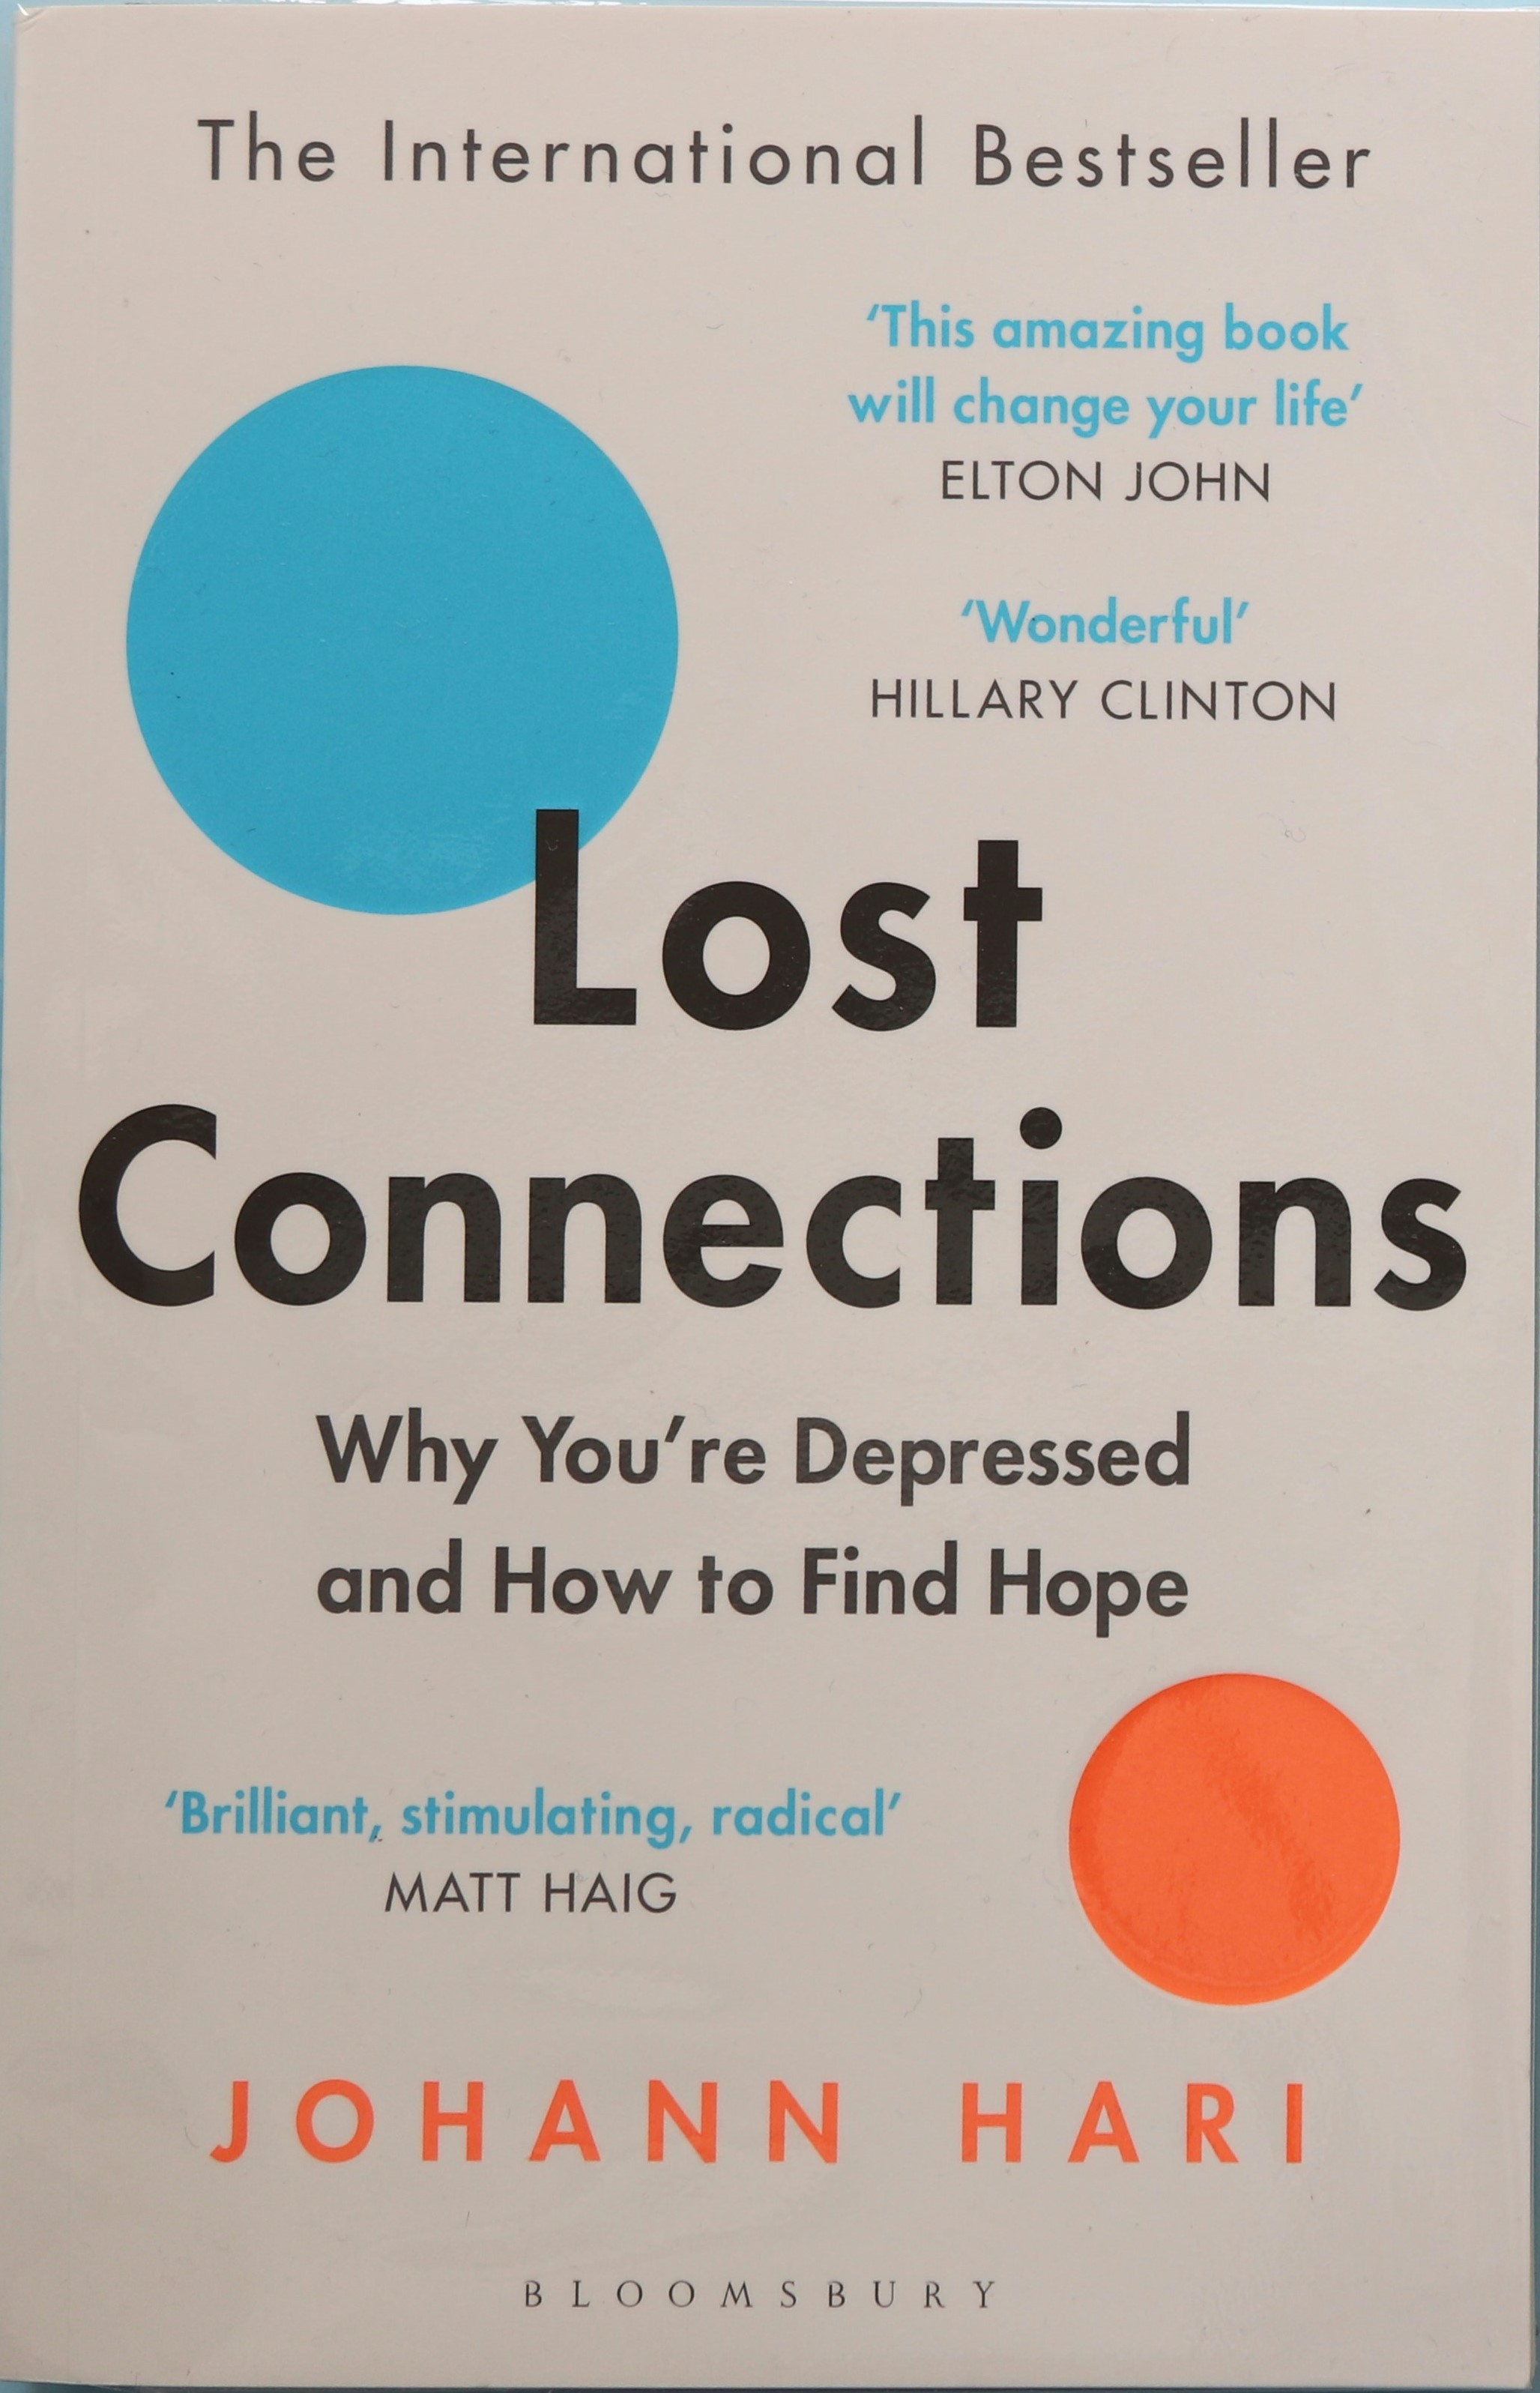 The International Bestseller
‘This amazing book
will change your life’
ELTON JOHN
‘Wonderful’
HILLARY CLINTON
Lost
Connections
Why You’re Depressed
and How to Find Hope
‘Brilliant, stimulating, radical’
MATT HAIG
JOHANN HARI
BLOOMSBURY